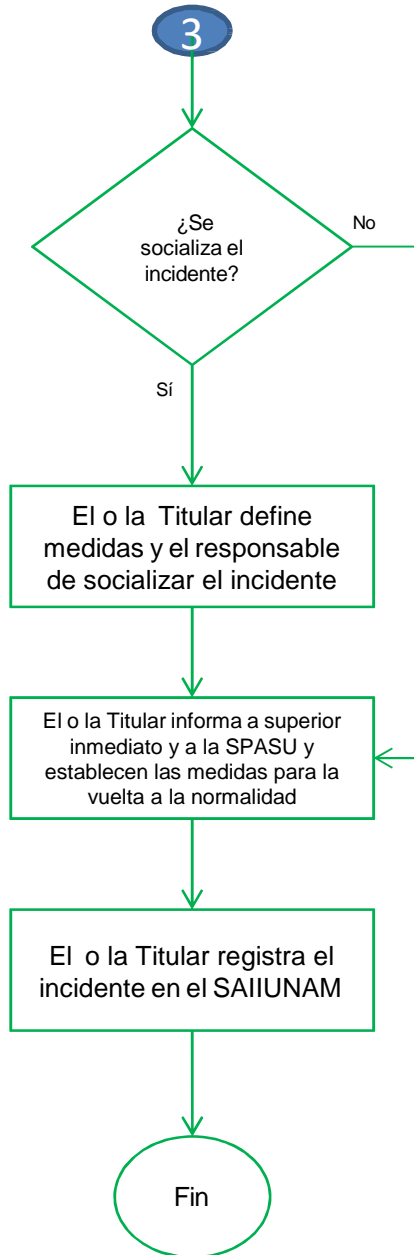 3
¿Se
socializa el
incidente?
No
Sí
El o la Titular define
medidas y el responsable
de socializar el incidente
El o la Titular informa a superior
inmediato y a la SPASU y
establecen las medidas para la
vuelta a la normalidad
El o la Titular registra el
incidente en el SAIIUNAM
Fin